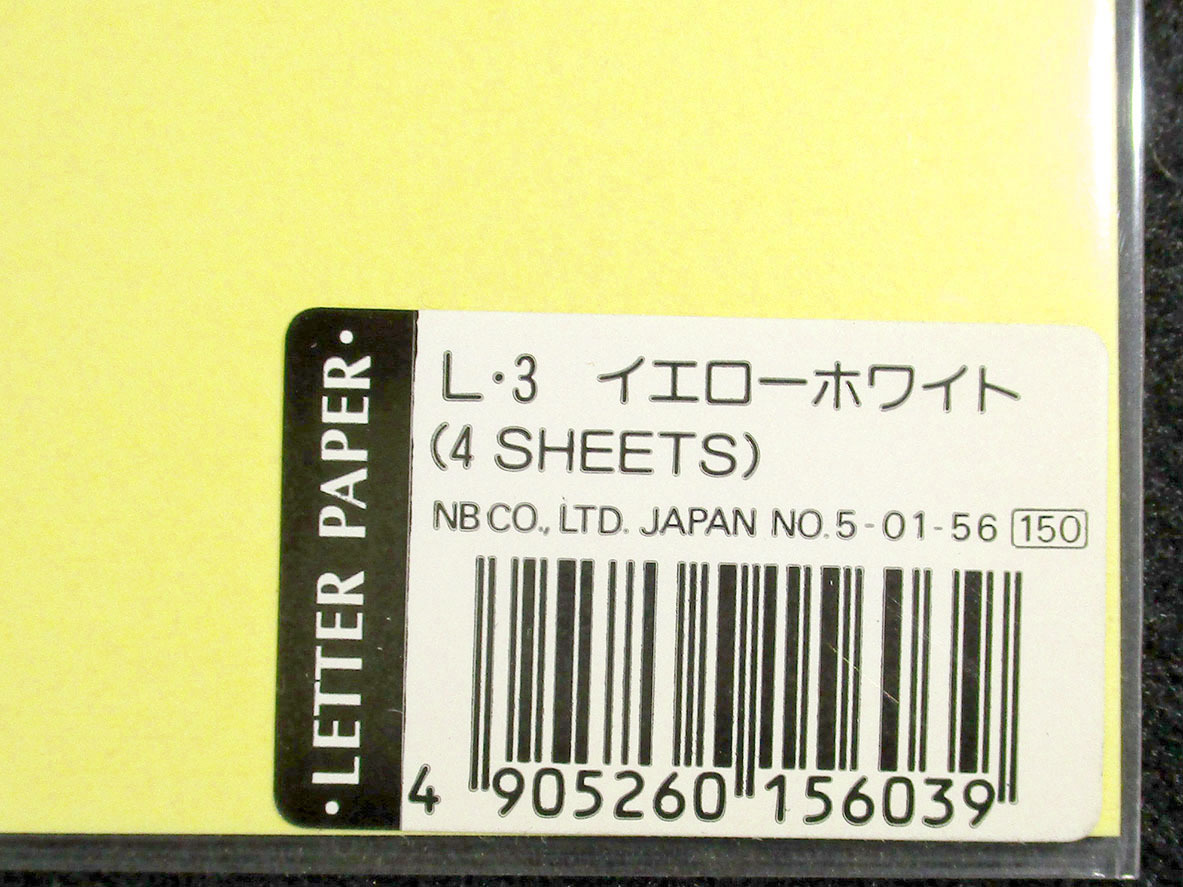 • LETTER PAPER •
L・3 イエローホワイト
(4 SHEETS)
NB CO., LTD. JAPAN NO. 5-01-56 150
4 905260 156039